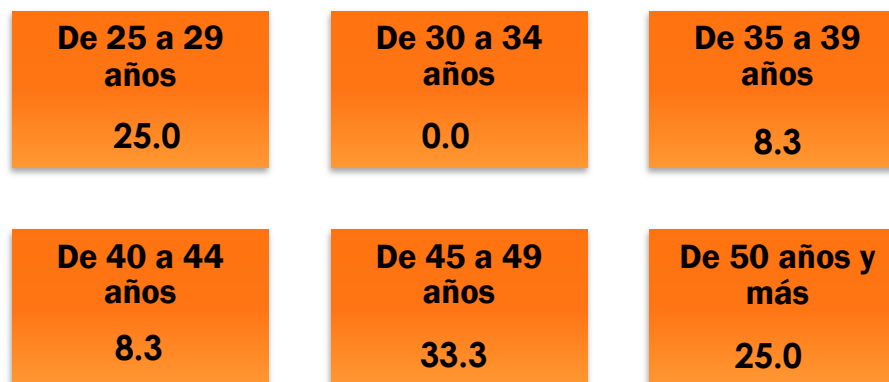 De 25 a 29
años
25.0
De 30 a 34
años
0.0
De 35 a 39
años
8.3
De 40 a 44
años
8.3
De 45 a 49
años
33.3
De 50 años y
más
25.0